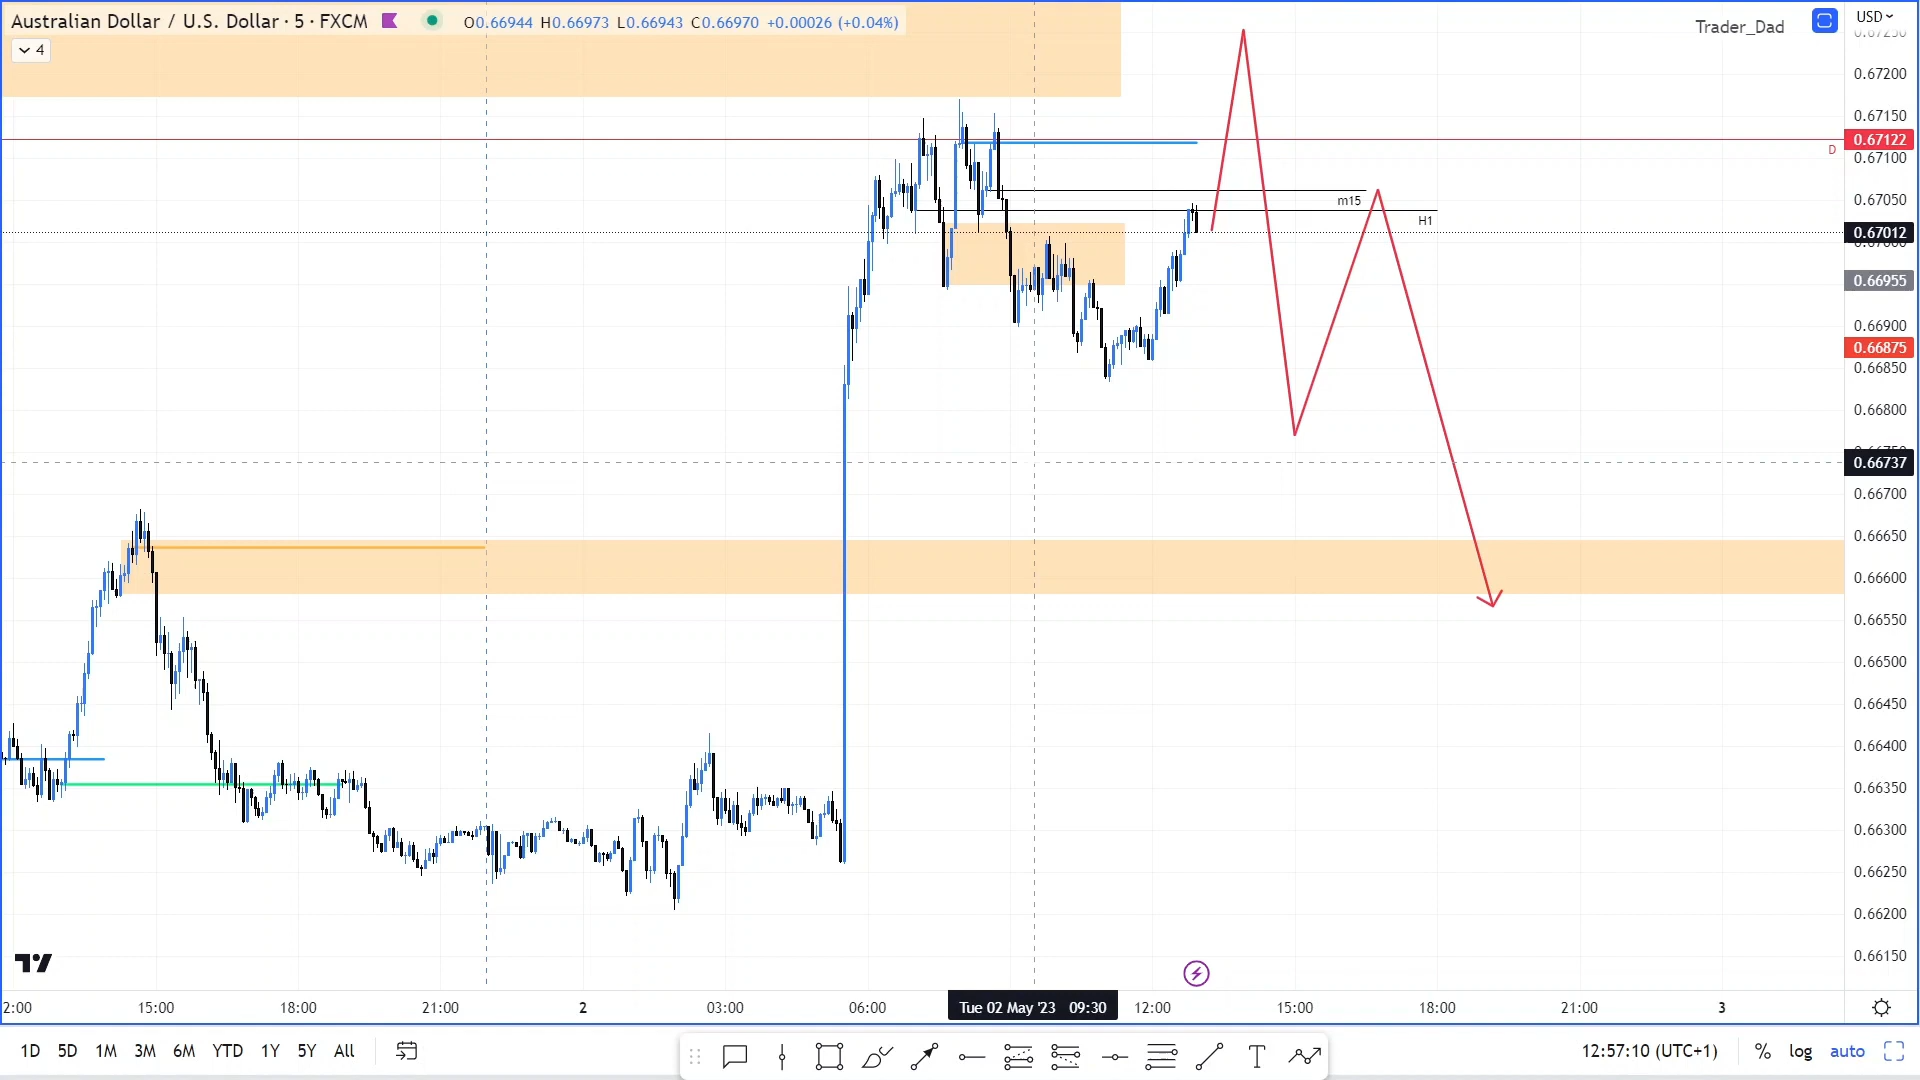 Australian Dollar / U.S. Dollar · 5 · FXCM O0.66944 H0.66973 L0.66943 C0.66970 +0.00026 (+0.04%)
4
Trader_Dad
USD
0.67250
0.67200
0.67150
0.67122
D
0.67100
m15
0.67050
H1
0.67012
0.67000
0.66955
0.66900
0.66875
0.66850
0.66800
0.66750
0.66737
0.66700
0.66650
0.66600
0.66550
0.66500
0.66450
0.66400
0.66350
0.66300
0.66250
0.66200
0.66150
2:00 15:00 18:00 21:00 2 03:00 06:00 Tue 02 May '23 09:30 12:00 15:00 18:00 21:00 3
1D 5D 1M 3M 6M YTD 1Y 5Y All
T
12:57:10 (UTC+1) % log auto